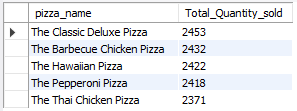 pizza_name Total_Quantity_sold
The Classic Deluxe Pizza 2453
The Barbecue Chicken Pizza 2432
The Hawaiian Pizza 2422
The Pepperoni Pizza 2418
The Thai Chicken Pizza 2371